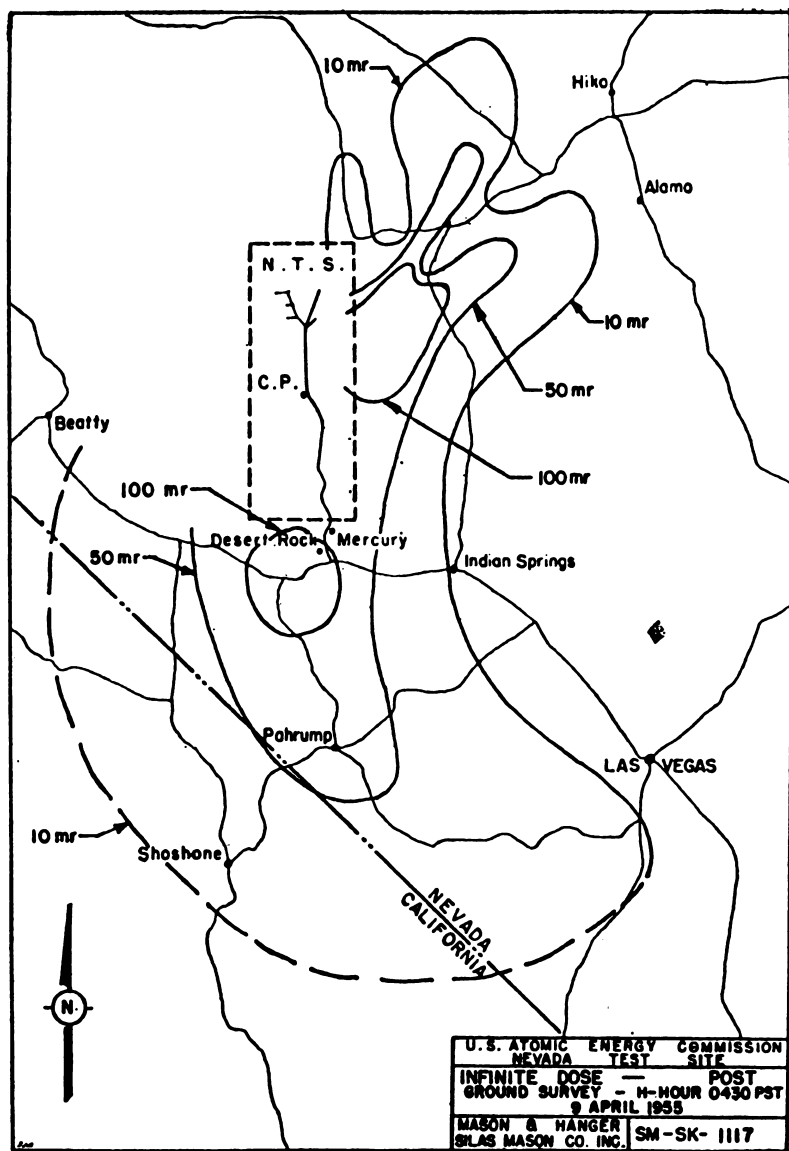 10 mr
Hiko
Alamo
N. T. S.
10 mr
C. P.
50 mr
Beatty
100 mr
100 mr
Desert Rock
Mercury
50 mr
Indian Springs
Pahrump
LAS VEGAS
10 mr
Shoshone
NEVADA
CALIFORNIA
N
U.S. ATOMIC ENERGY COMMISSION
NEVADA TEST SITE
INFINITE DOSE — POST
GROUND SURVEY - H-HOUR 0430 PST
9 APRIL 1955
MASON & HANGER
SILAS MASON CO. INC.
SM-SK- 1117